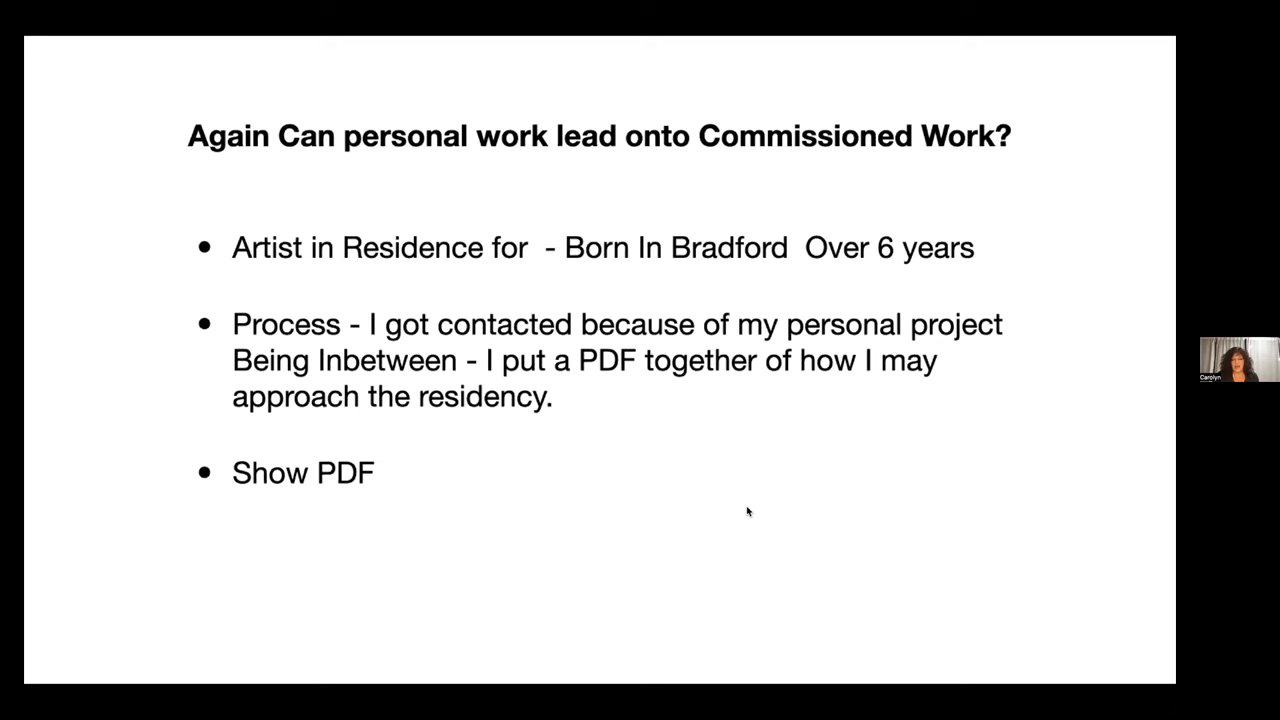 Again Can personal work lead onto Commissioned Work?
• Artist in Residence for  - Born In Bradford  Over 6 years
• Process - I got contacted because of my personal project
Being Inbetween - I put a PDF together of how I may
approach the residency.
• Show PDF
Carolyn